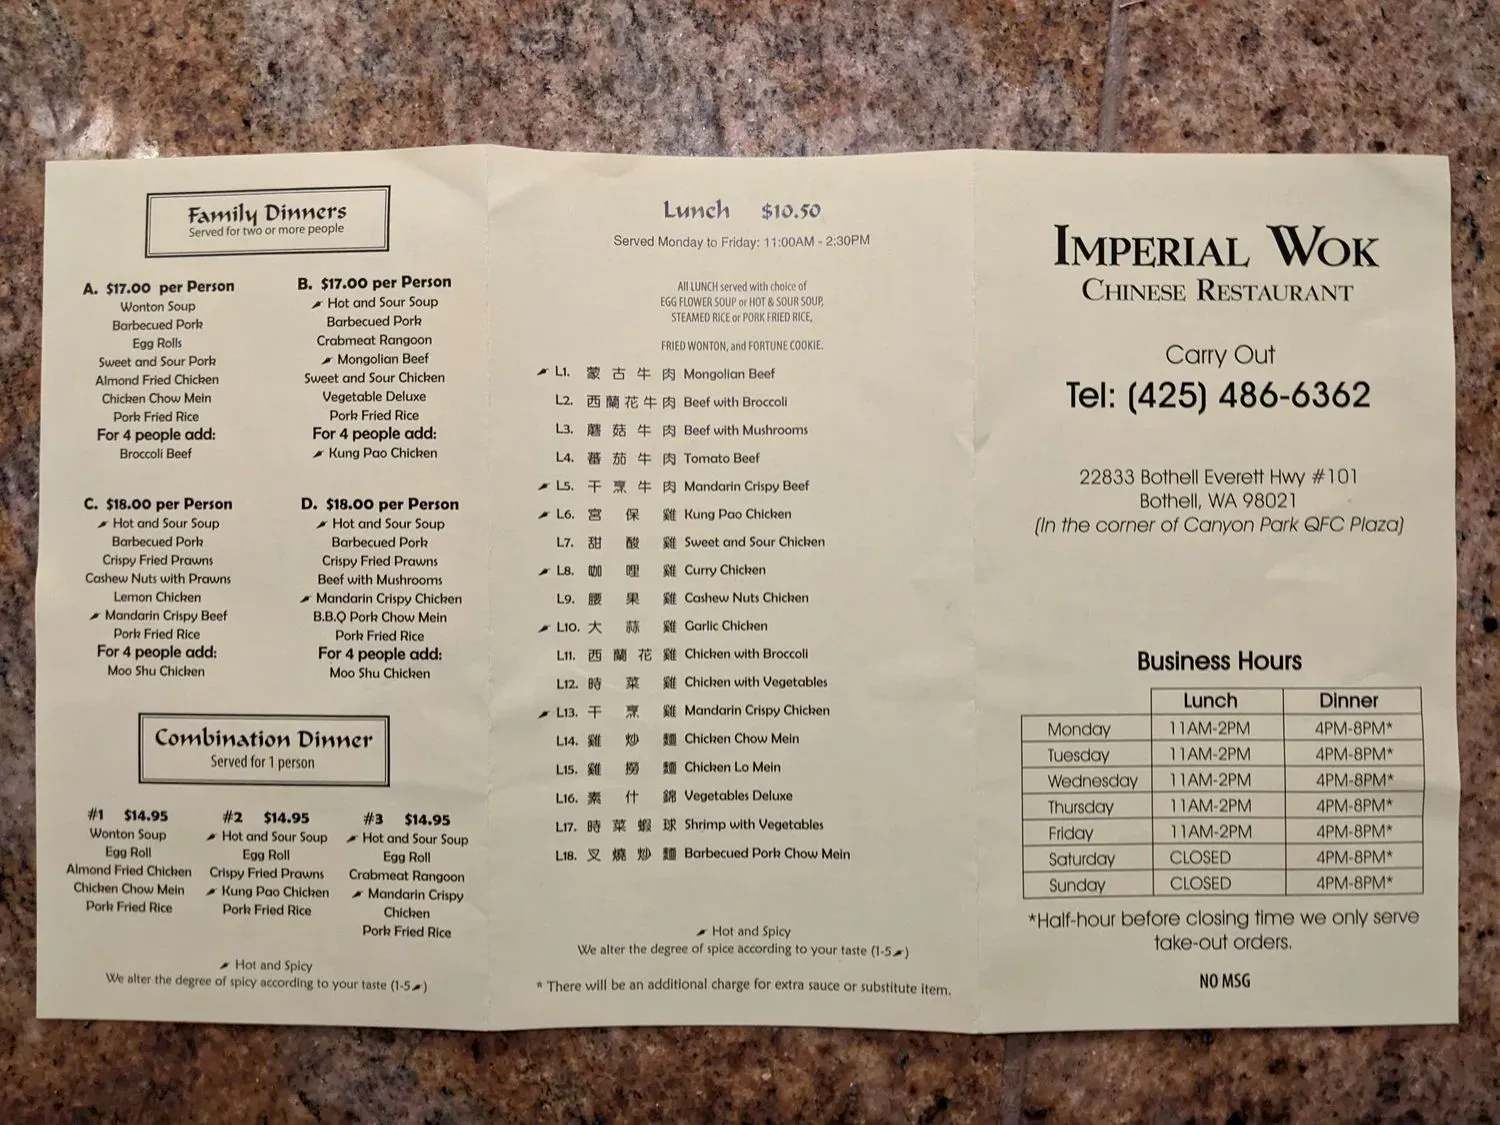 Family Dinners
Served for two or more people
A. $17.00 per Person
Wonton Soup
Barbecued Pork
Egg Rolls
Sweet and Sour Pork
Almond Fried Chicken
Chicken Chow Mein
Pork Fried Rice
For 4 people add:
Broccoli Beef
B. $17.00 per Person
Hot and Sour Soup
Barbecued Pork
Crabmeat Rangoon
Mongolian Beef
Sweet and Sour Chicken
Vegetable Deluxe
Pork Fried Rice
For 4 people add:
Kung Pao Chicken
C. $18.00 per Person
Hot and Sour Soup
Barbecued Pork
Crispy Fried Prawns
Cashew Nuts with Prawns
Lemon Chicken
Mandarin Crispy Beef
Pork Fried Rice
For 4 people add:
Moo Shu Chicken
D. $18.00 per Person
Hot and Sour Soup
Barbecued Pork
Crispy Fried Prawns
Beef with Mushrooms
Mandarin Crispy Chicken
B.B.Q Pork Chow Mein
Pork Fried Rice
For 4 people add:
Moo Shu Chicken
Combination Dinner
Served for 1 person
#1 $14.95
Wonton Soup
Egg Roll
Almond Fried Chicken
Chicken Chow Mein
Pork Fried Rice
#2 $14.95
Hot and Sour Soup
Egg Roll
Crispy Fried Prawns
Kung Pao Chicken
Pork Fried Rice
#3 $14.95
Hot and Sour Soup
Egg Roll
Crabmeat Rangoon
Mandarin Crispy
Chicken
Pork Fried Rice
Hot and Spicy
We alter the degree of spicy according to your taste (1-5)
Lunch $10.50
Served Monday to Friday: 11:00AM - 2:30PM
All LUNCH served with choice of
EGG FLOWER SOUP or HOT & SOUR SOUP,
STEAMED RICE or PORK FRIED RICE,
FRIED WONTON, and FORTUNE COOKIE.
L1. 蒙古牛肉 Mongolian Beef
L2. 西蘭花牛肉 Beef with Broccoli
L3. 蘑菇牛肉 Beef with Mushrooms
L4. 蕃茄牛肉 Tomato Beef
L5. 干烹牛肉 Mandarin Crispy Beef
L6. 宮保雞 Kung Pao Chicken
L7. 甜酸雞 Sweet and Sour Chicken
L8. 咖哩雞 Curry Chicken
L9. 腰果雞 Cashew Nuts Chicken
L10. 大蒜雞 Garlic Chicken
L11. 西蘭花雞 Chicken with Broccoli
L12. 時菜雞 Chicken with Vegetables
L13. 干烹雞 Mandarin Crispy Chicken
L14. 雞炒麵 Chicken Chow Mein
L15. 雞撈麵 Chicken Lo Mein
L16. 素什錦 Vegetables Deluxe
L17. 時菜蝦球 Shrimp with Vegetables
L18. 叉燒炒麵 Barbecued Pork Chow Mein
Hot and Spicy
We alter the degree of spice according to your taste (1-5)
* There will be an additional charge for extra sauce or substitute item.
IMPERIAL WOK
CHINESE RESTAURANT
Carry Out
Tel: (425) 486-6362
22833 Bothell Everett Hwy #101
Bothell, WA 98021
(In the corner of Canyon Park QFC Plaza)
Business Hours
Lunch Dinner
Monday 11AM-2PM 4PM-8PM*
Tuesday 11AM-2PM 4PM-8PM*
Wednesday 11AM-2PM 4PM-8PM*
Thursday 11AM-2PM 4PM-8PM*
Friday 11AM-2PM 4PM-8PM*
Saturday CLOSED 4PM-8PM*
Sunday CLOSED 4PM-8PM*
*Half-hour before closing time we only serve
take-out orders.
NO MSG